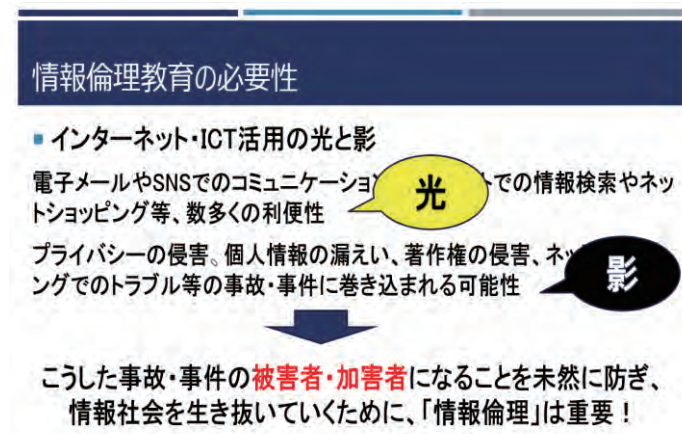 情報倫理教育の必要性
インターネット・ICT活用の光と影
電子メールやSNSでのコミュニケーショ
での情報検索やネッ
トショッピング等、数多くの利便性
光
プライバシーの侵害、個人情報の漏えい、著作権の侵害、ネッ
ングでのトラブル等の事故・事件に巻き込まれる可能性
影
こうした事故・事件の被害者・加害者になることを未然に防ぎ、
情報社会を生き抜いていくために、「情報倫理」は重要！